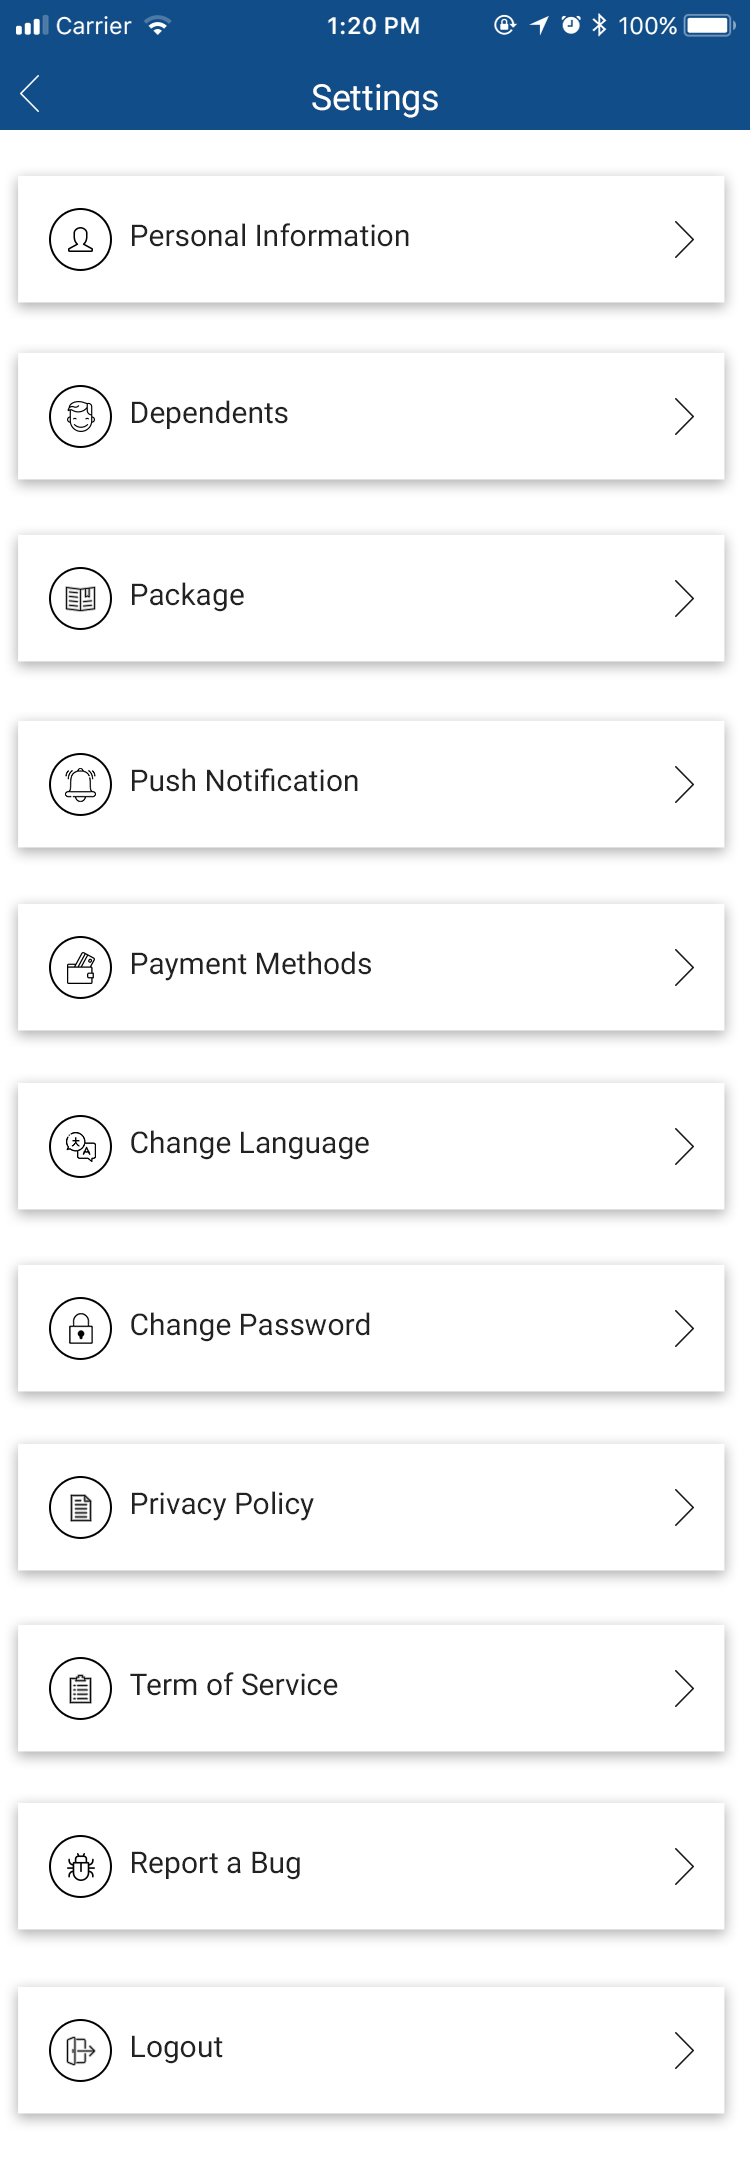 Carrier 1:20 PM 100%
Settings
Personal Information
Dependents
Package
Push Notification
Payment Methods
Change Language
Change Password
Privacy Policy
Term of Service
Report a Bug
Logout